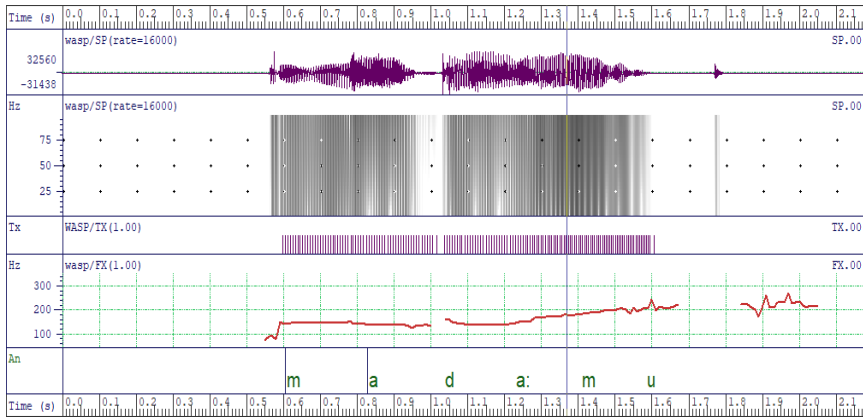 Time (s) 0.0 0.1 0.2 0.3 0.4 0.5 0.6 0.7 0.8 0.9 1.0 1.1 1.2 1.3 1.4 1.5 1.6 1.7 1.8 1.9 2.0 2.1
wasp/SP(rate=16000) SP.00
32560
-31438
Hz wasp/SP(rate=16000) SP.00
75
50
25
Tx WASP/TX(1.00) TX.00
Hz wasp/FX(1.00) FX.00
300
200
100
An
m a d a: m u
Time (s) 0.0 0.1 0.2 0.3 0.4 0.5 0.6 0.7 0.8 0.9 1.0 1.1 1.2 1.3 1.4 1.5 1.6 1.7 1.8 1.9 2.0 2.1